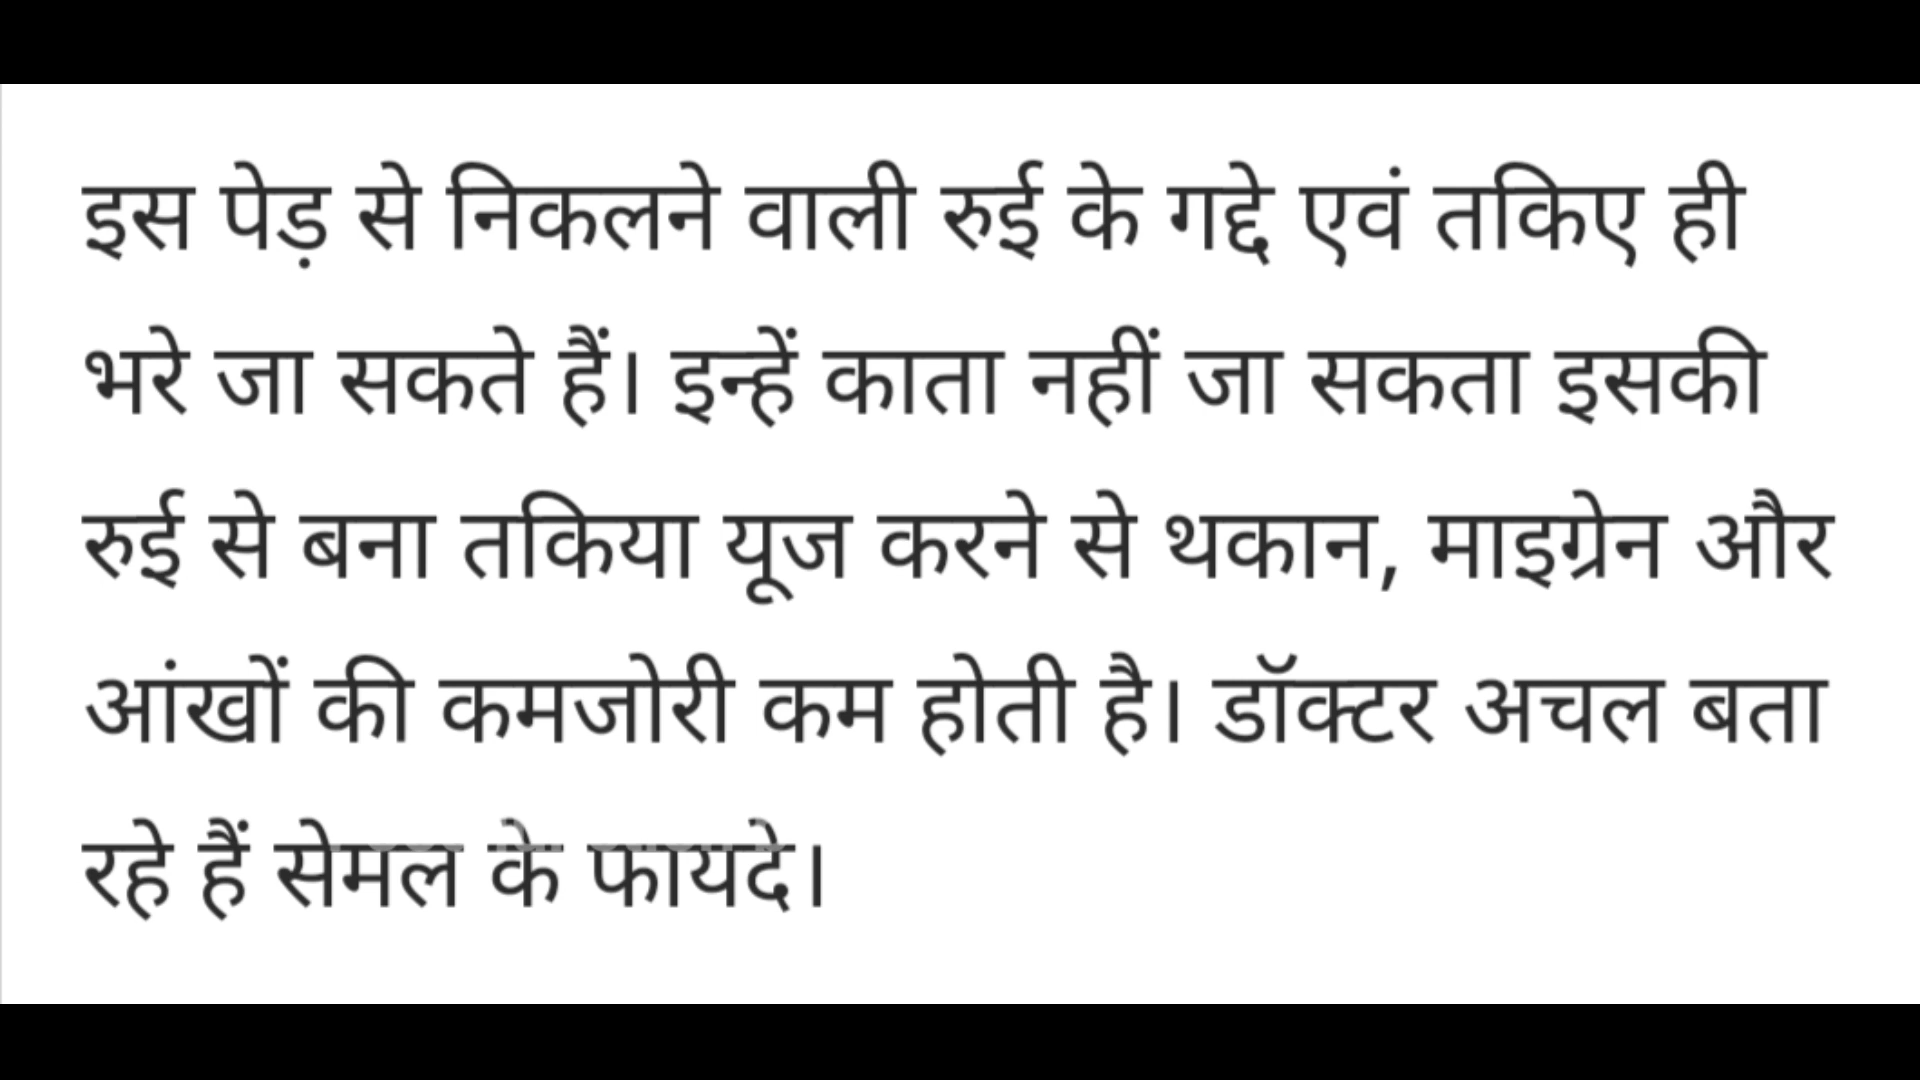 इस पेड़ से निकलने वाली रुई के गद्दे एवं तकिए ही
भरे जा सकते हैं। इन्हें काता नहीं जा सकता इसकी
रुई से बना तकिया यूज करने से थकान, माइग्रेन और
आंखों की कमजोरी कम होती है। डॉक्टर अचल बता
रहे हैं सेमल के फायदे।